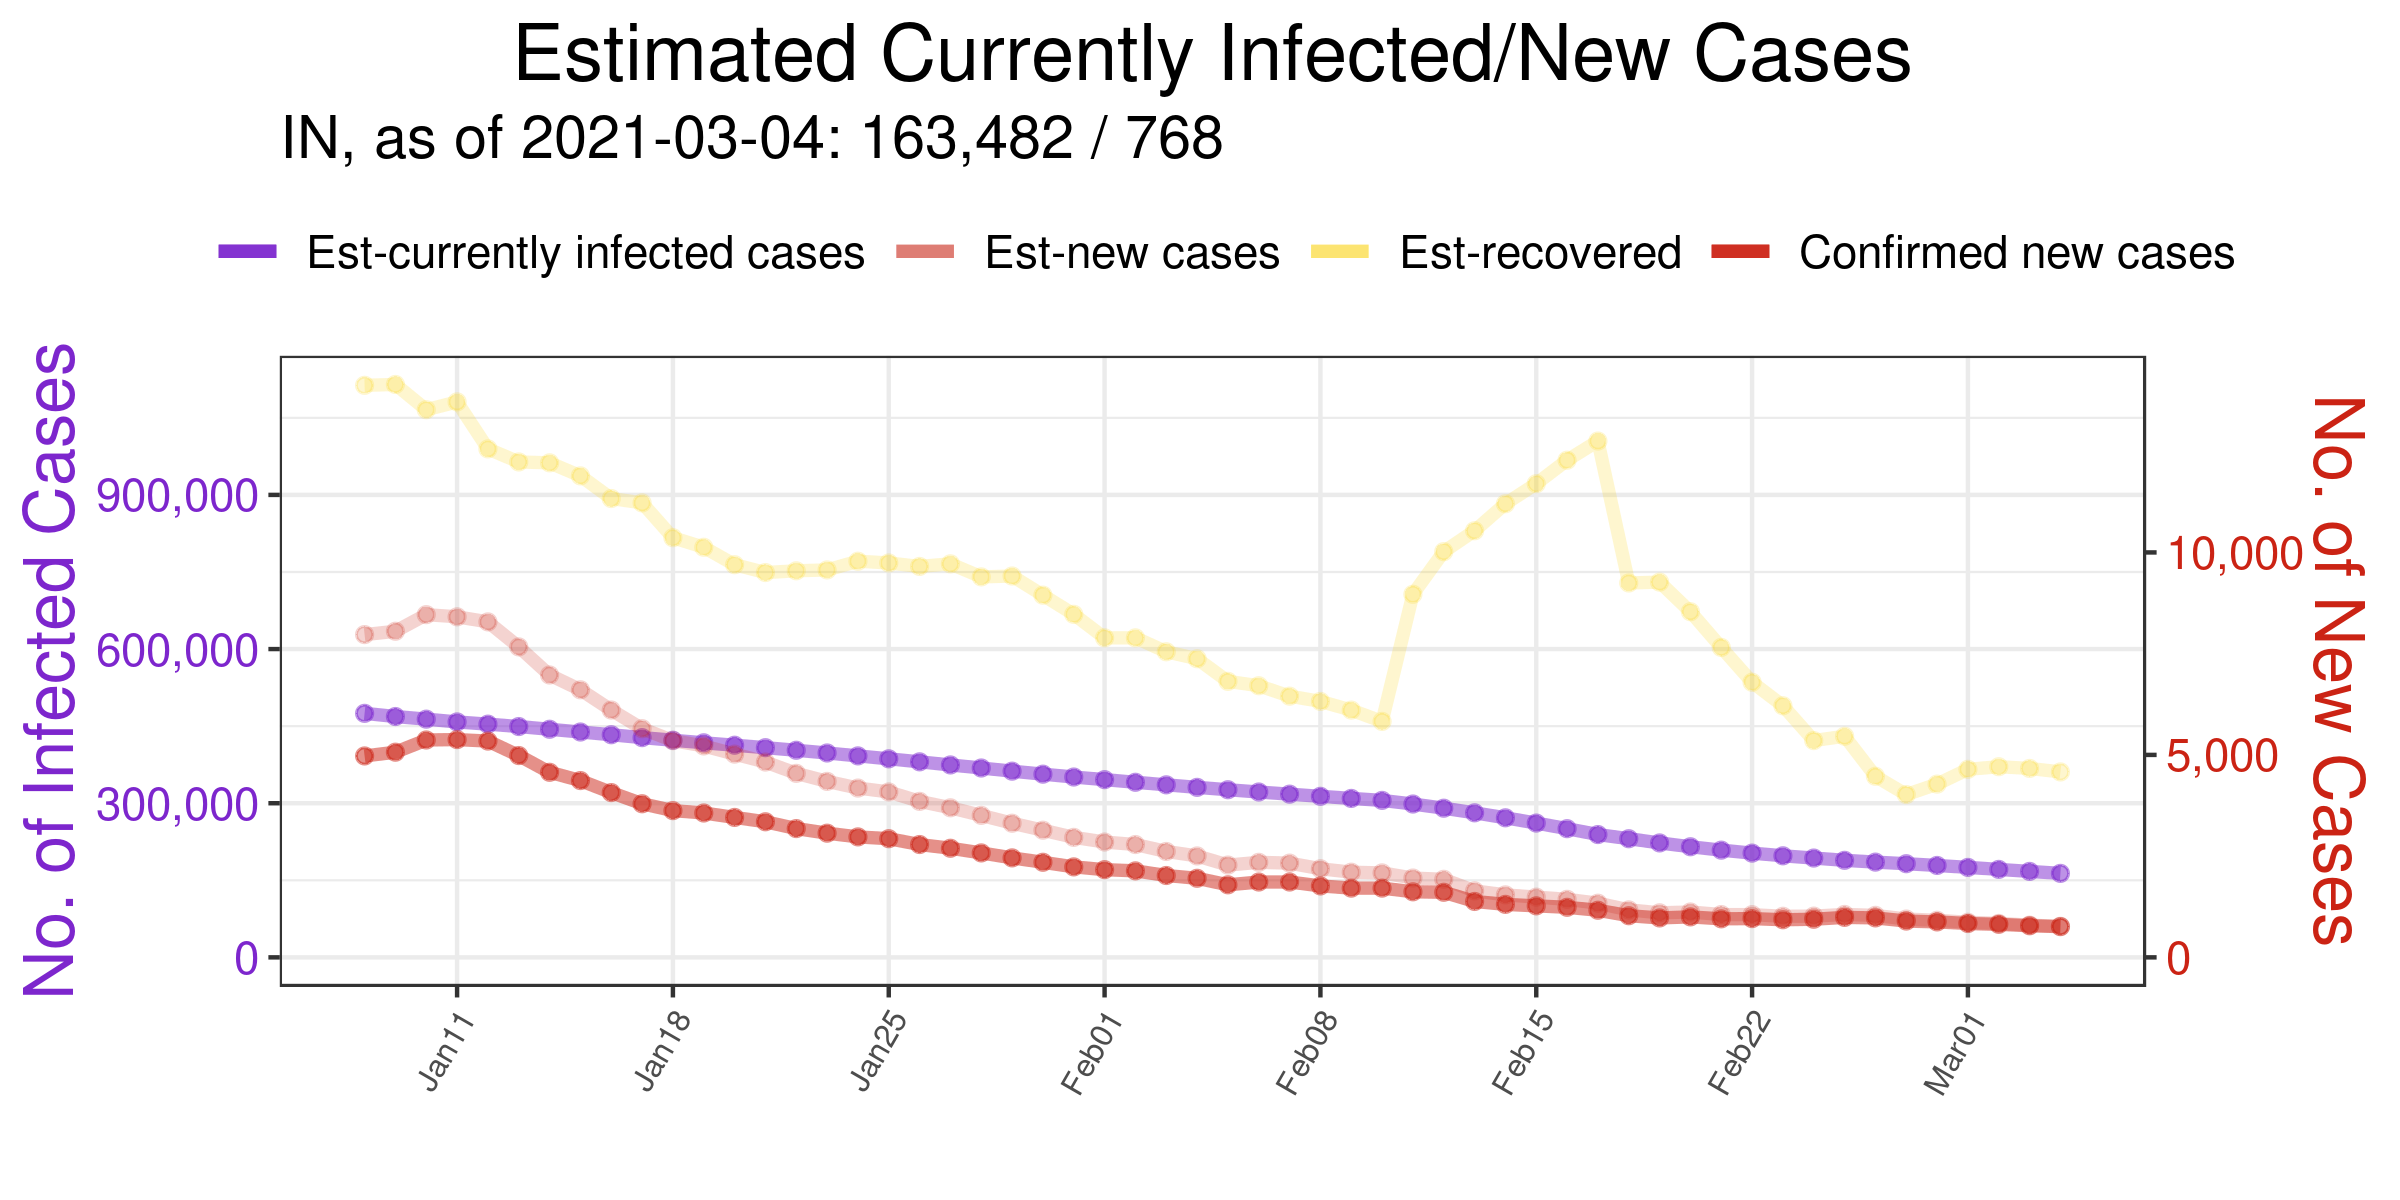 Estimated Currently Infected/New Cases
IN, as of 2021-03-04: 163,482 / 768
Est-currently infected cases Est-new cases Est-recovered Confirmed new cases
No. of Infected Cases
900,000
600,000
300,000
0
10,000
5,000
0
No. of New Cases
Jan11 Jan18 Jan25 Feb01 Feb08 Feb15 Feb22 Mar01